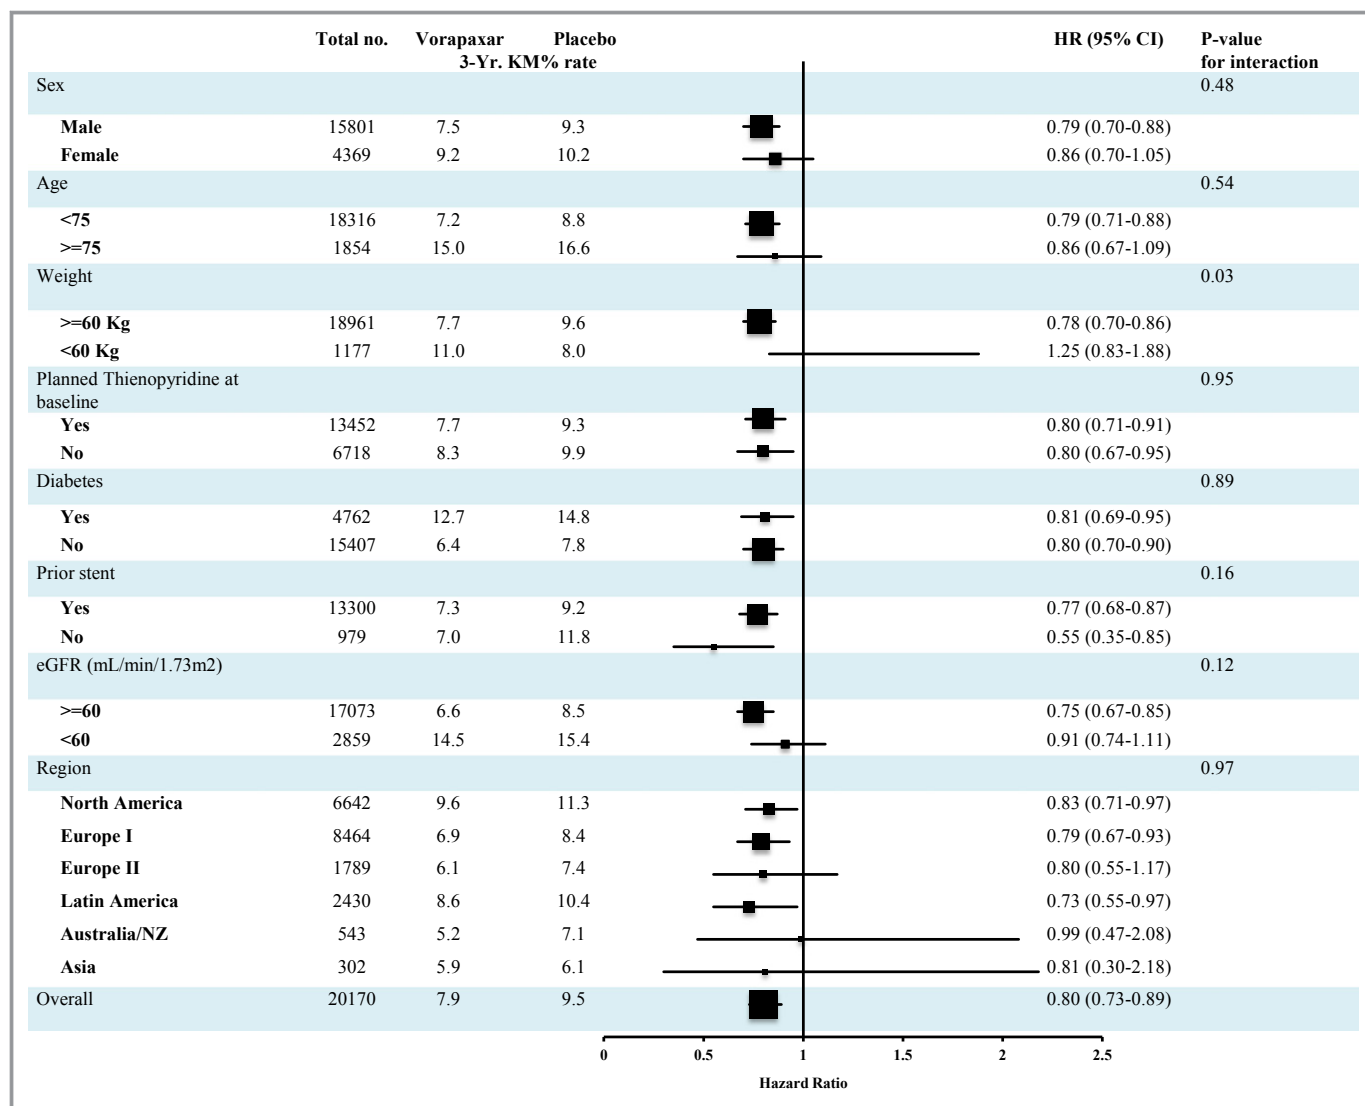 Total no. Vorapaxar Placebo HR (95% CI) P-value
3-Yr. KM% rate for interaction
Sex 0.48
Male 15801 7.5 9.3 0.79 (0.70-0.88)
Female 4369 9.2 10.2 0.86 (0.70-1.05)
Age 0.54
<75 18316 7.2 8.8 0.79 (0.71-0.88)
>=75 1854 15.0 16.6 0.86 (0.67-1.09)
Weight 0.03
>=60 Kg 18961 7.7 9.6 0.78 (0.70-0.86)
<60 Kg 1177 11.0 8.0 1.25 (0.83-1.88)
Planned Thienopyridine at 0.95
baseline
Yes 13452 7.7 9.3 0.80 (0.71-0.91)
No 6718 8.3 9.9 0.80 (0.67-0.95)
Diabetes 0.89
Yes 4762 12.7 14.8 0.81 (0.69-0.95)
No 15407 6.4 7.8 0.80 (0.70-0.90)
Prior stent 0.16
Yes 13300 7.3 9.2 0.77 (0.68-0.87)
No 979 7.0 11.8 0.55 (0.35-0.85)
eGFR (mL/min/1.73m2) 0.12
>=60 17073 6.6 8.5 0.75 (0.67-0.85)
<60 2859 14.5 15.4 0.91 (0.74-1.11)
Region 0.97
North America 6642 9.6 11.3 0.83 (0.71-0.97)
Europe I 8464 6.9 8.4 0.79 (0.67-0.93)
Europe II 1789 6.1 7.4 0.80 (0.55-1.17)
Latin America 2430 8.6 10.4 0.73 (0.55-0.97)
Australia/NZ 543 5.2 7.1 0.99 (0.47-2.08)
Asia 302 5.9 6.1 0.81 (0.30-2.18)
Overall 20170 7.9 9.5 0.80 (0.73-0.89)
0 0.5 1 1.5 2 2.5
Hazard Ratio